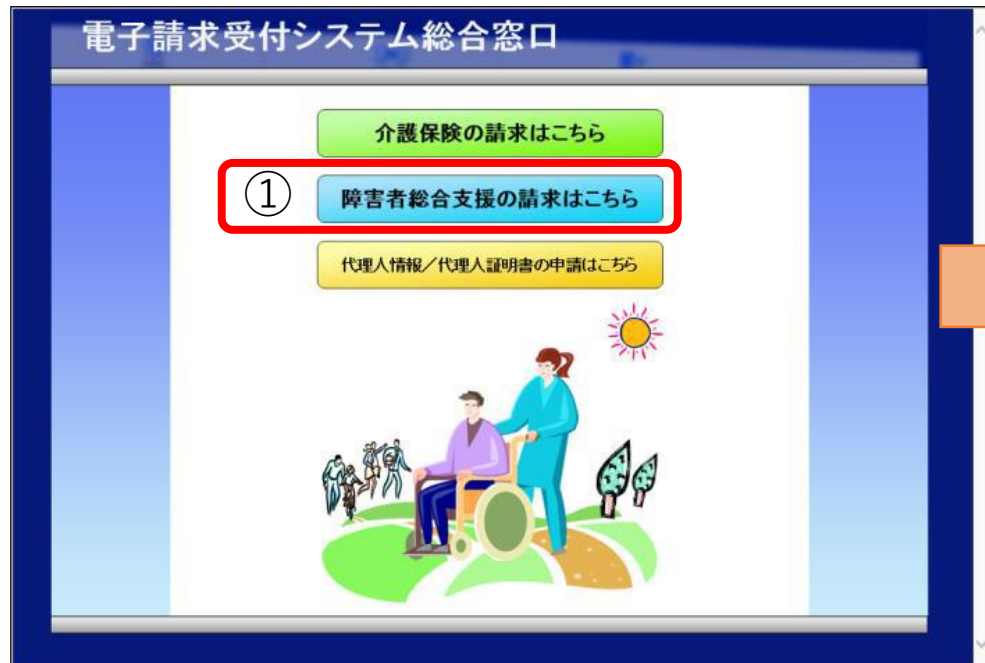 電子請求受付システム総合窓口
介護保険の請求はこちら
①
障害者総合支援の請求はこちら
代理人情報／代理人証明書の申請はこちら